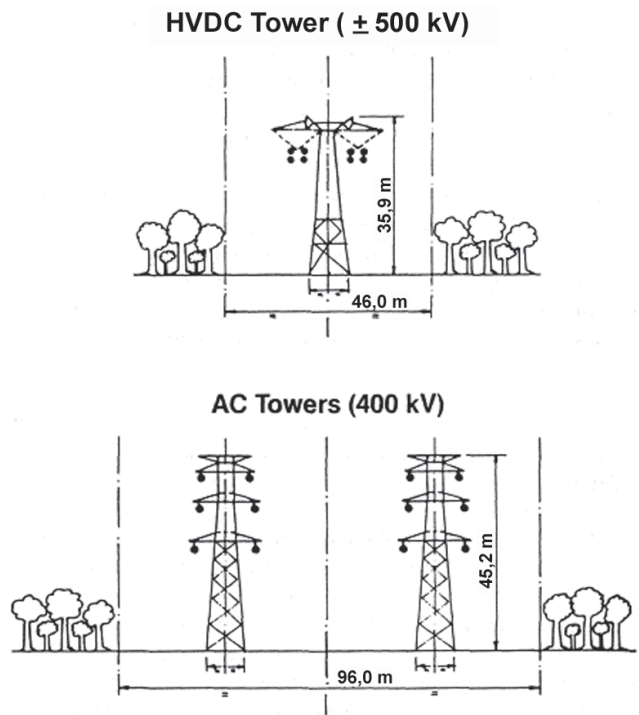 HVDC Tower ( ± 500 kV)
35,9 m
46,0 m
AC Towers (400 kV)
45,2 m
96,0 m